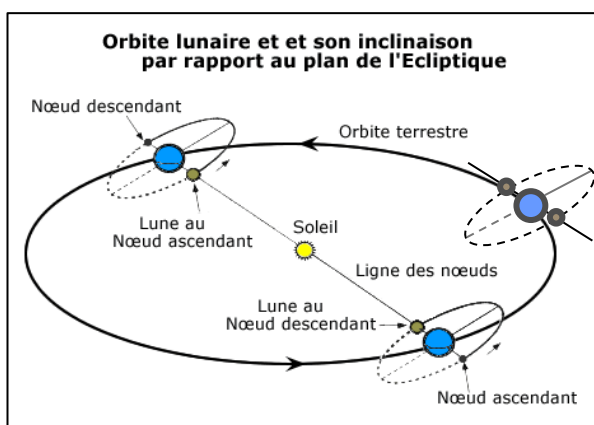 Orbite lunaire et et son inclinaison
par rapport au plan de l'Ecliptique
Nœud descendant
Orbite terrestre
Lune au
Nœud ascendant
Soleil
Ligne des nœuds
Lune au
Nœud descendant
Nœud ascendant